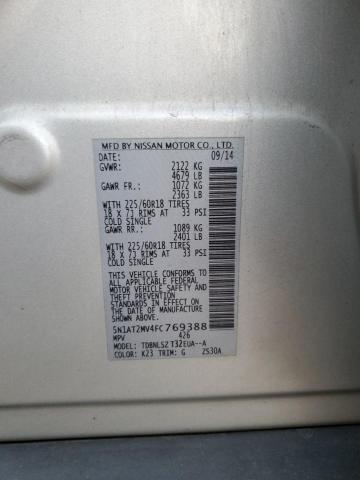 MFD BY NISSAN MOTOR CO., LTD.
DATE: 09/14
GVWR: 2122 KG
4679 LB
GAWR FR: 1072 KG
2363 LB
WITH 225/60R18 TIRES
18 X 7J RIMS AT 33 PSI
COLD SINGLE
GAWR RR: 1089 KG
2401 LB
WITH 225/60R18 TIRES
18 X 7J RIMS AT 33 PSI
COLD SINGLE
THIS VEHICLE CONFORMS
TO ALL APPLICABLE FEDERAL
MOTOR VEHICLE SAFETY
STANDARDS IN EFFECT ON
THE DATE OF MANUFACTURE
SHOWN ABOVE.
5N1AT2MV4FC769388
MPV 426
MODEL: TDBNLS2 T32EUA--A
COLOR: K23 TRIM: G 2530A